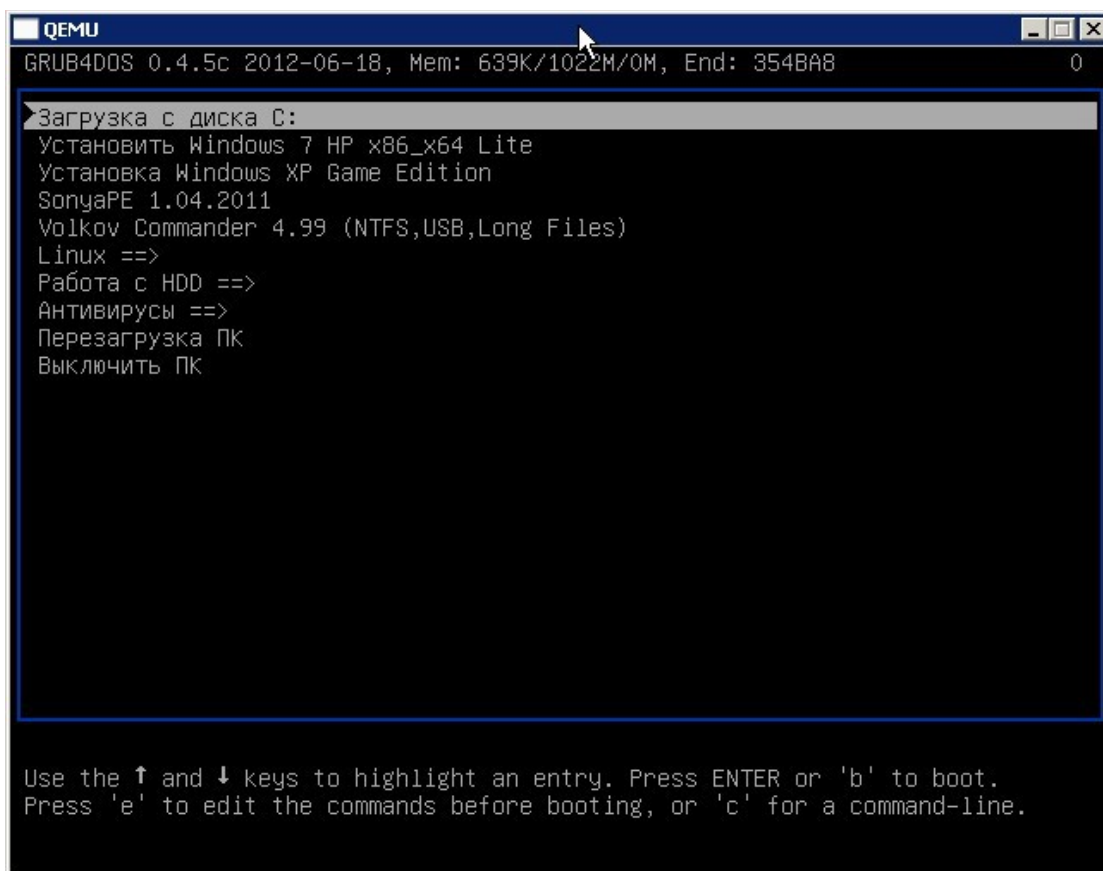 QEMU
GRUB4DOS 0.4.5c 2012-06-18, Mem: 639K/1022M/0M, End: 354BA8 0
Загрузка с диска C:
Установить Windows 7 HP x86_x64 Lite
Установка Windows XP Game Edition
SonyaPE 1.04.2011
Volkov Commander 4.99 (NTFS,USB,Long Files)
Linux ==>
Работа с HDD ==>
Антивирусы ==>
Перезагрузка ПК
Выключить ПК
Use the ↑ and ↓ keys to highlight an entry. Press ENTER or 'b' to boot.
Press 'e' to edit the commands before booting, or 'c' for a command-line.